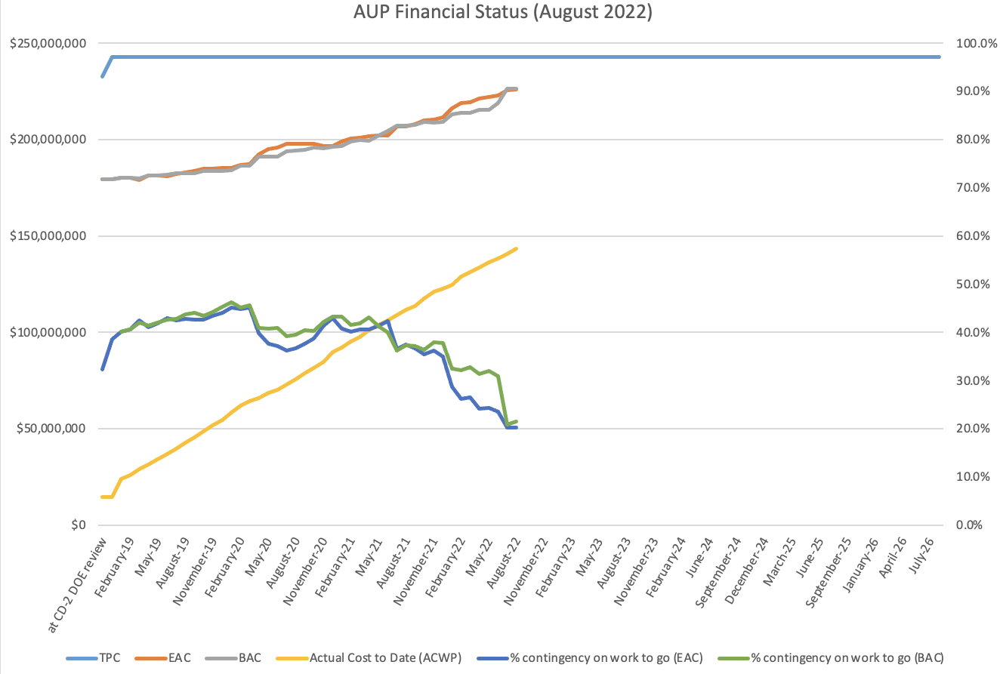 AUP Financial Status (August 2022)
$250,000,000
$200,000,000
$150,000,000
$100,000,000
$50,000,000
$0
100.0%
90.0%
80.0%
70.0%
60.0%
50.0%
40.0%
30.0%
20.0%
10.0%
0.0%
at CD-2 DOE review
February-19
May-19
August-19
November-19
February-20
May-20
August-20
November-20
February-21
May-21
August-21
November-21
February-22
May-22
August-22
November-22
February-23
May-23
August-23
November-23
February-24
June-24
September-24
December-24
March-25
June-25
September-25
January-26
April-26
July-26
TPC
EAC
BAC
Actual Cost to Date (ACWP)
% contingency on work to go (EAC)
% contingency on work to go (BAC)